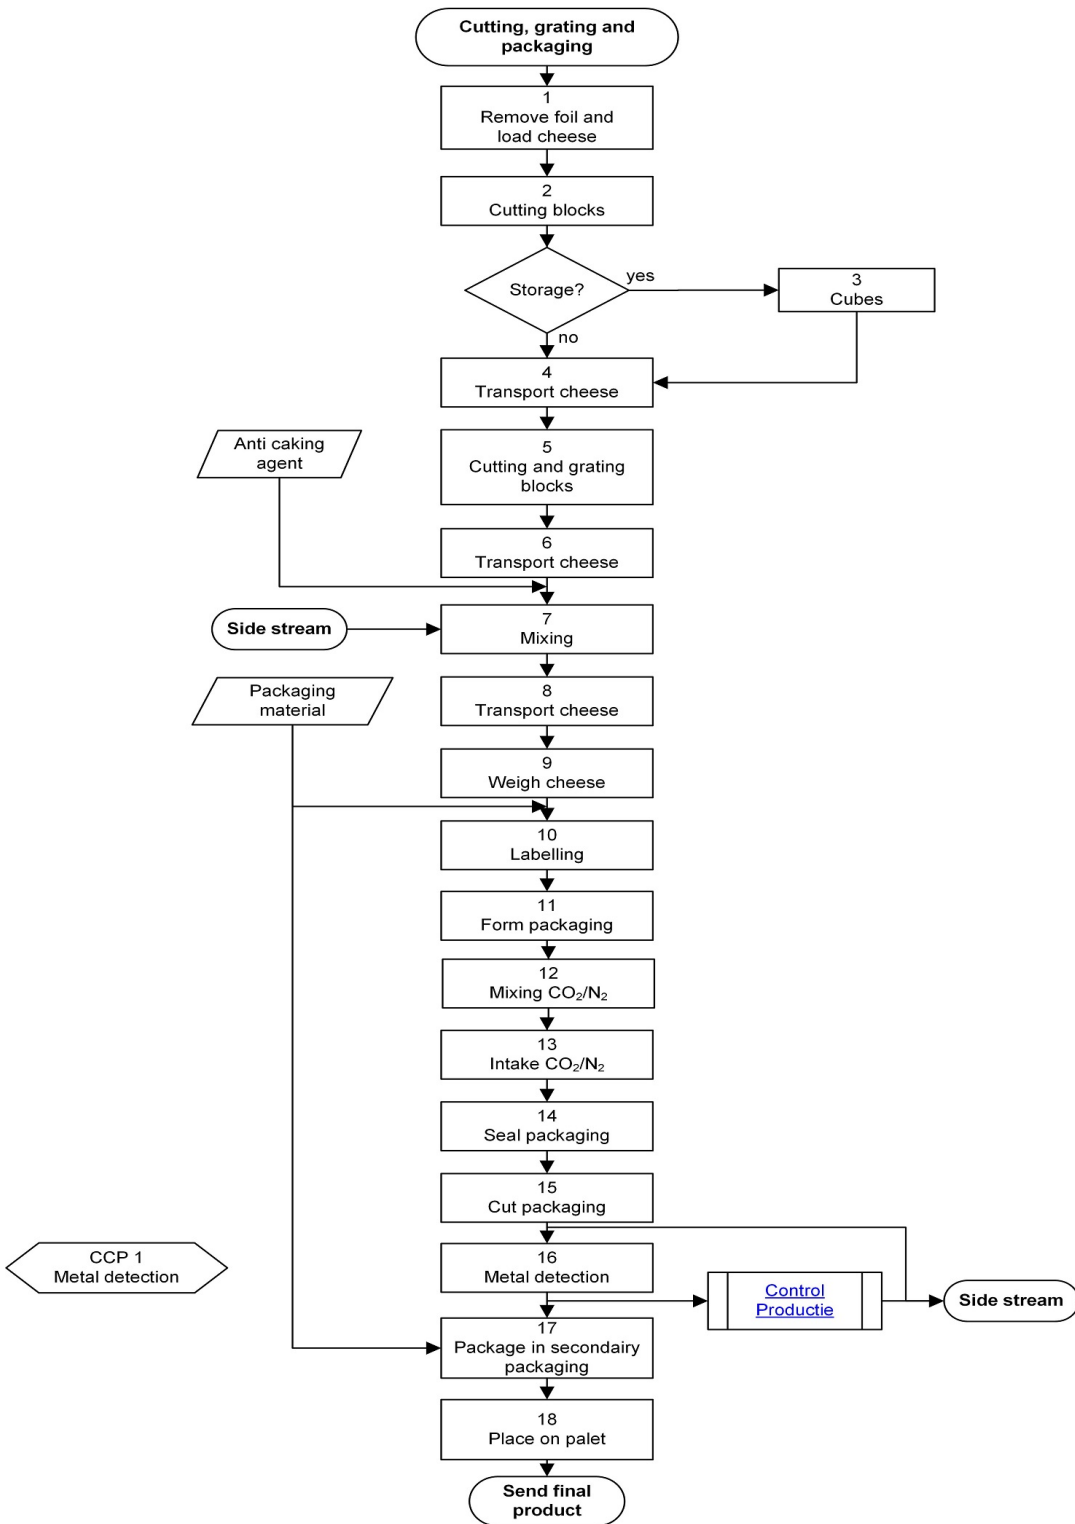 Cutting, grating and
packaging
1
Remove foil and
load cheese
2
Cutting blocks
Storage?
yes
3
Cubes
no
4
Transport cheese
Anti caking
agent
5
Cutting and grating
blocks
6
Transport cheese
Side stream
7
Mixing
Packaging
material
8
Transport cheese
9
Weigh cheese
10
Labelling
11
Form packaging
12
Mixing CO₂/N₂
13
Intake CO₂/N₂
14
Seal packaging
15
Cut packaging
CCP 1
Metal detection
16
Metal detection
Control
Productie
Side stream
17
Package in secondairy
packaging
18
Place on palet
Send final
product